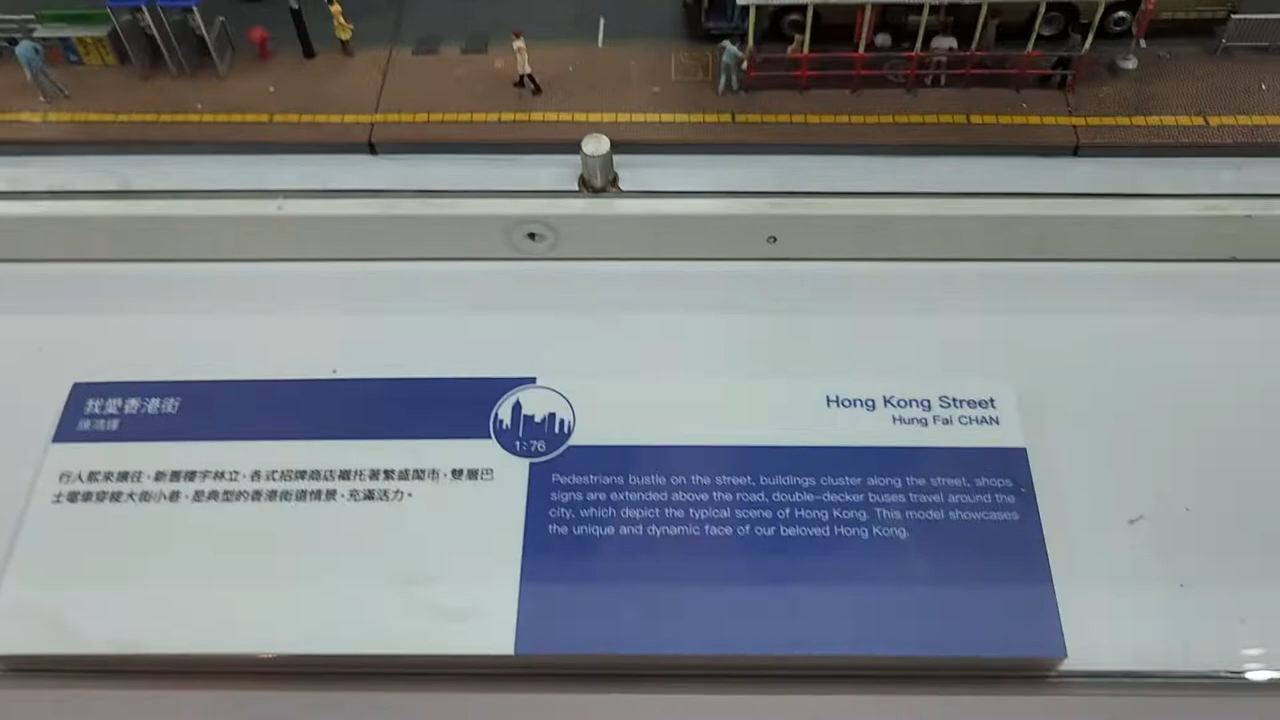 我愛香港街
陳鴻輝
行人熙來攘往，新舊樓宇林立，各式招牌商店襯托著繁盛鬧市，雙層巴
士電車穿梭大街小巷，是典型的香港街道情景，充滿活力。
1:76
Hong Kong Street
Hung Fai CHAN
Pedestrians bustle on the street, buildings cluster along the street, shops
signs are extended above the road, double-decker buses travel around the
city, which depict the typical scene of Hong Kong. This model showcases
the unique and dynamic face of our beloved Hong Kong.